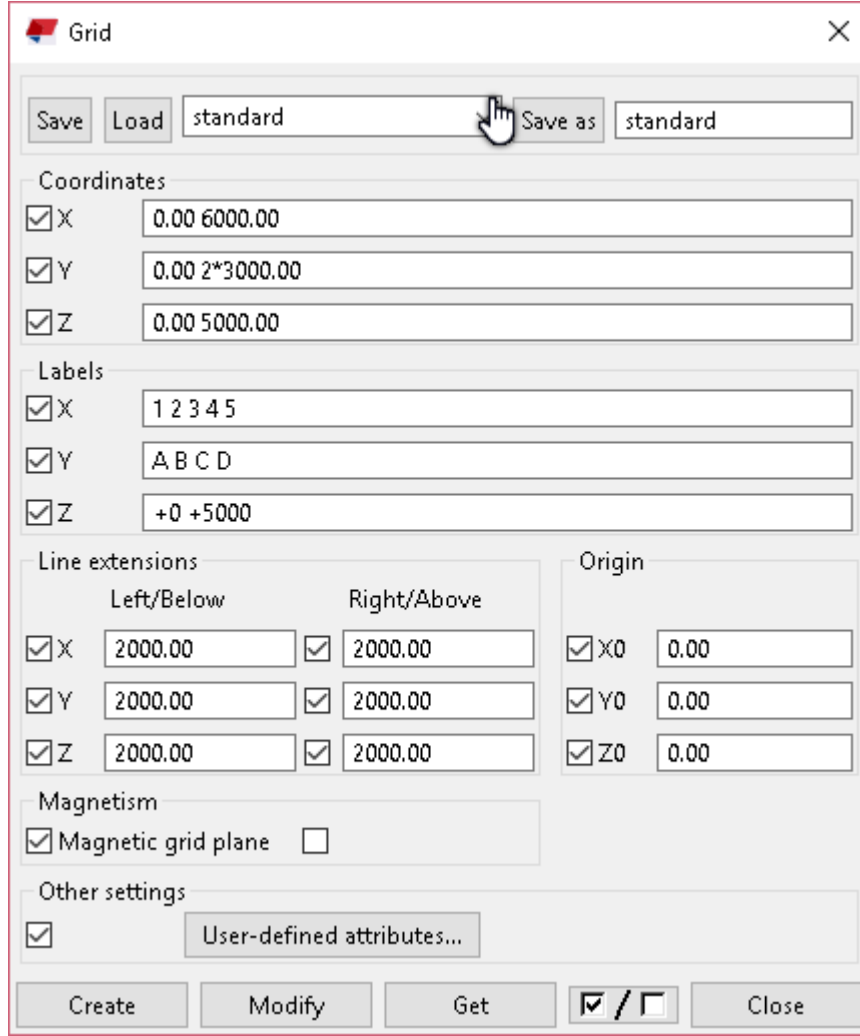 Grid
Save Load standard Save as standard
Coordinates
X 0.00 6000.00
Y 0.00 2*3000.00
Z 0.00 5000.00
Labels
X 1 2 3 4 5
Y A B C D
Z +0 +5000
Line extensions Origin
Left/Below Right/Above
X 2000.00 2000.00 X0 0.00
Y 2000.00 2000.00 Y0 0.00
Z 2000.00 2000.00 Z0 0.00
Magnetism
Magnetic grid plane
Other settings
User-defined attributes...
Create Modify Get / Close